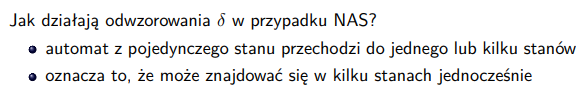 Jak działają odwzorowania δ w przypadku NAS?
automat z pojedynczego stanu przechodzi do jednego lub kilku stanów
oznacza to, że może znajdować się w kilku stanach jednocześnie